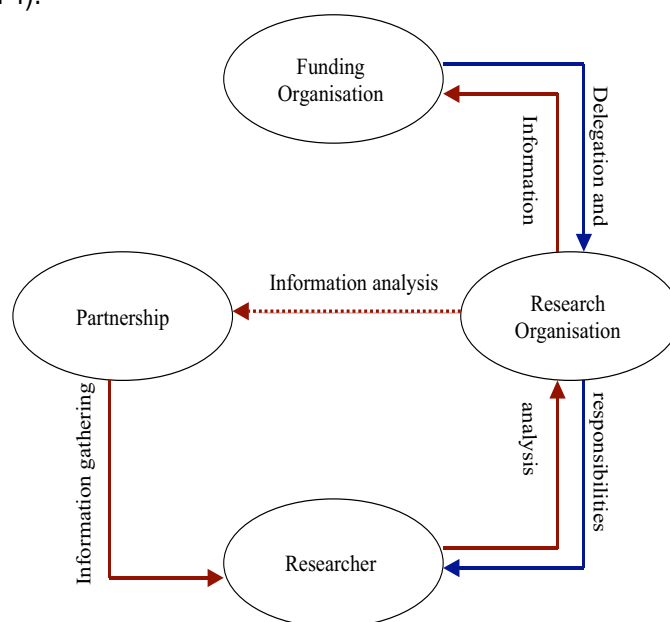 Funding
Organisation
Delegation and
Information
Information analysis
Partnership
Research
Organisation
Information gathering
analysis
responsibilities
Researcher